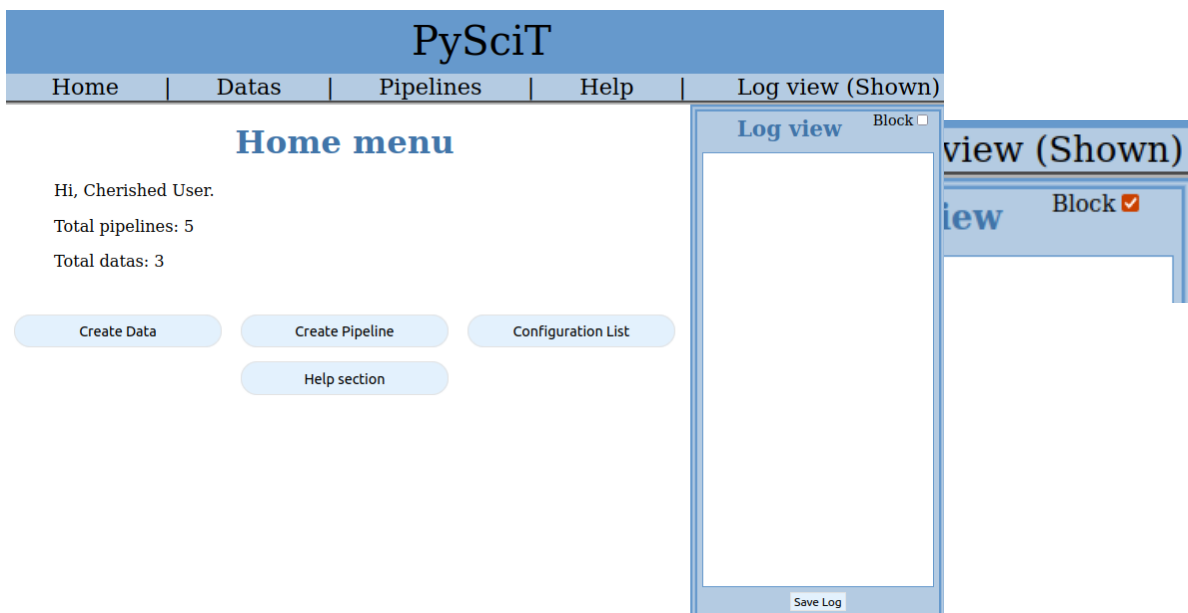 PySciT
Home | Datas | Pipelines | Help | Log view (Shown)
Home menu
Hi, Cherished User.
Total pipelines: 5
Total datas: 3
Create Data
Create Pipeline
Configuration List
Help section
Log view
Block
Save Log
view (Shown)
iew
Block